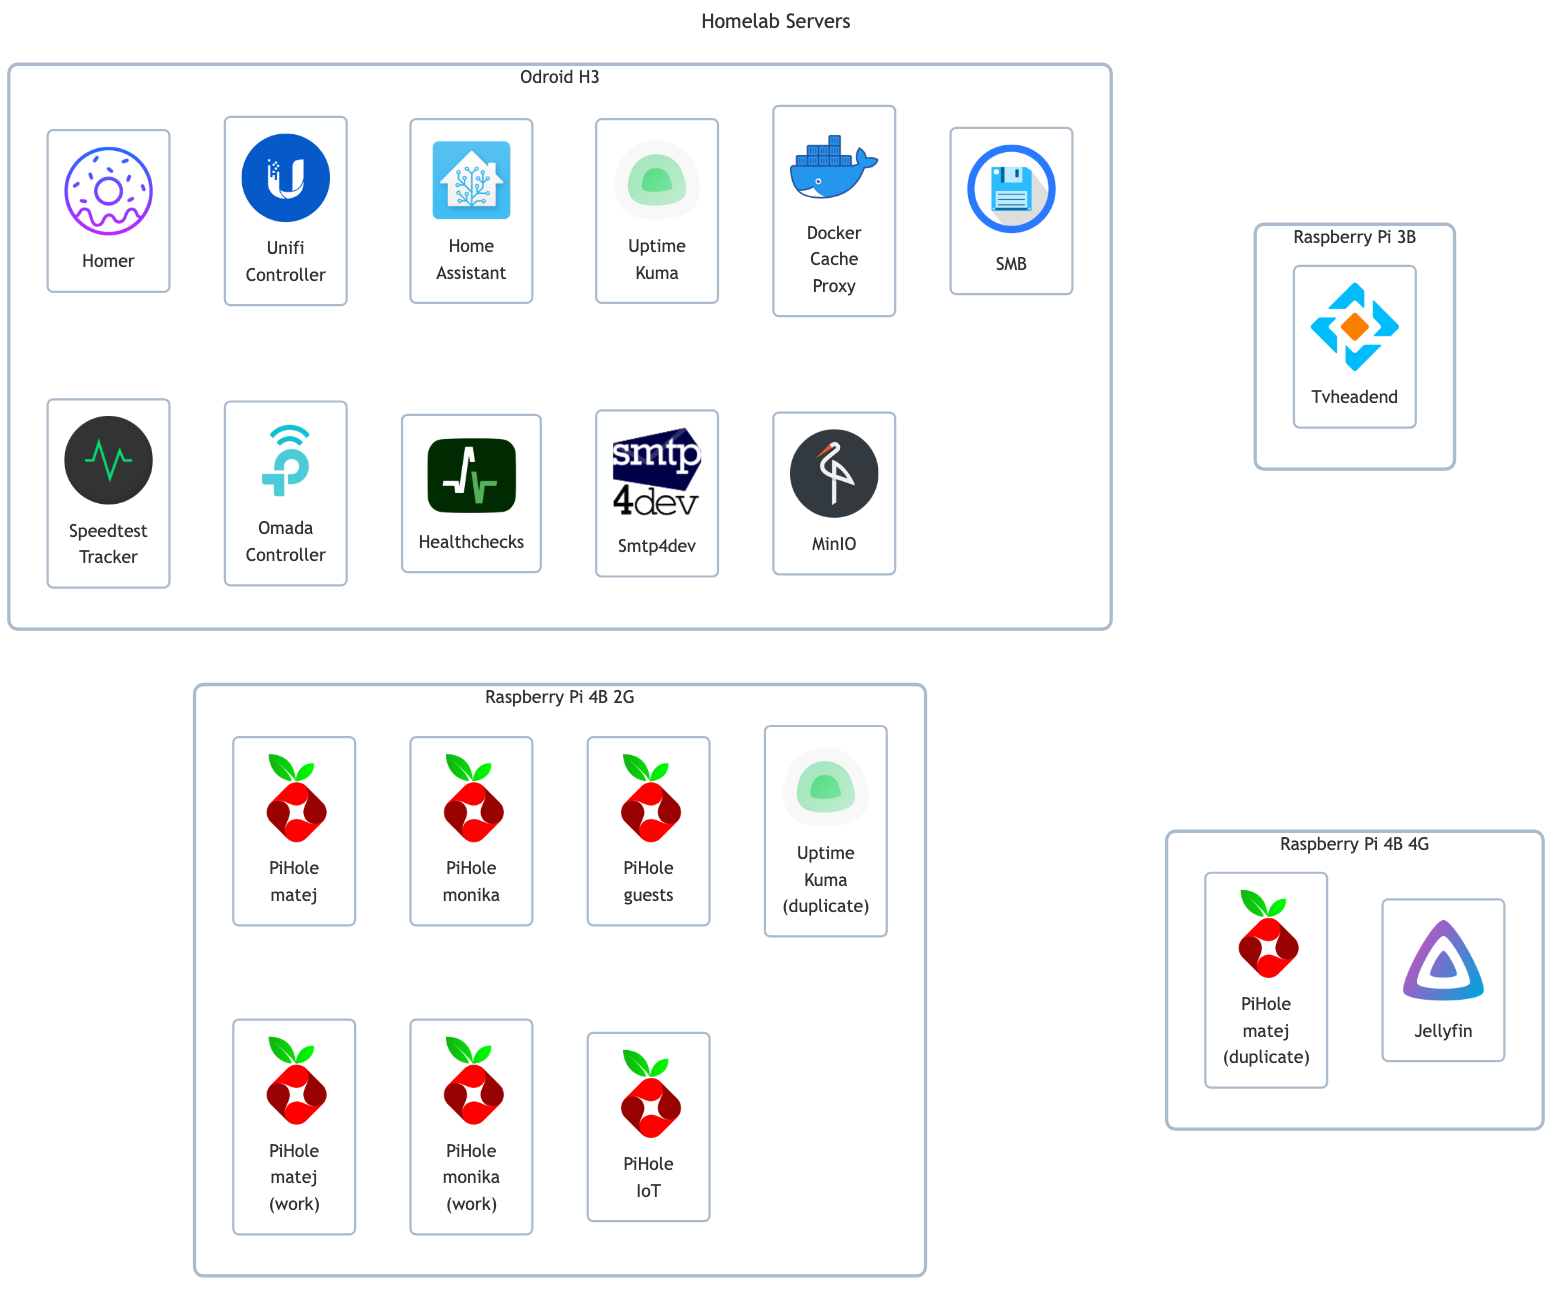 Homelab Servers
Odroid H3
Homer
Unifi
Controller
Home
Assistant
Uptime
Kuma
Docker
Cache
Proxy
SMB
Speedtest
Tracker
Omada
Controller
Healthchecks
smtp
4dev
Smtp4dev
MinIO
Raspberry Pi 3B
Tvheadend
Raspberry Pi 4B 2G
PiHole
matej
PiHole
monika
PiHole
guests
Uptime
Kuma
(duplicate)
PiHole
matej
(work)
PiHole
monika
(work)
PiHole
IoT
Raspberry Pi 4B 4G
PiHole
matej
(duplicate)
Jellyfin